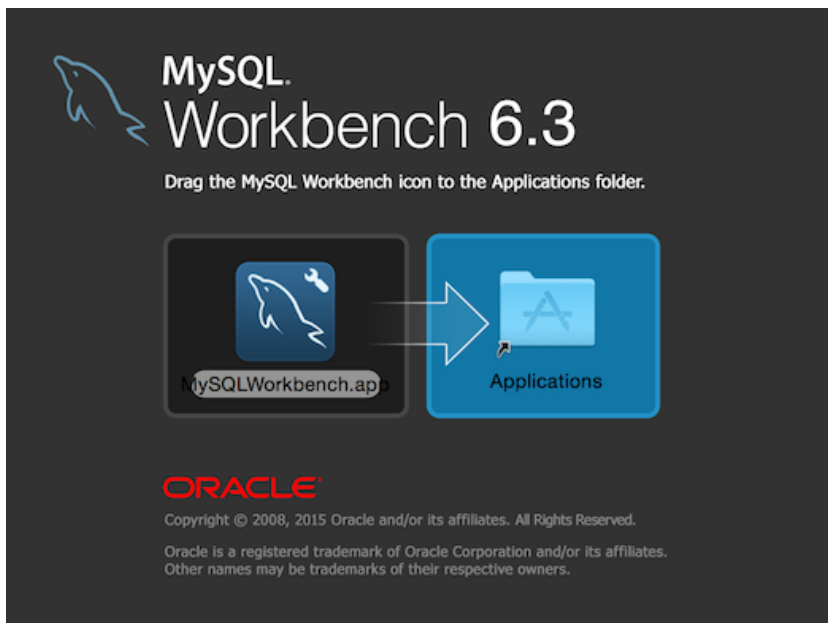 MySQL.
Workbench 6.3
Drag the MySQL Workbench icon to the Applications folder.
MySQLWorkbench.app
Applications
ORACLE
Copyright © 2008, 2015 Oracle and/or its affiliates. All Rights Reserved.
Oracle is a registered trademark of Oracle Corporation and/or its affiliates.
Other names may be trademarks of their respective owners.